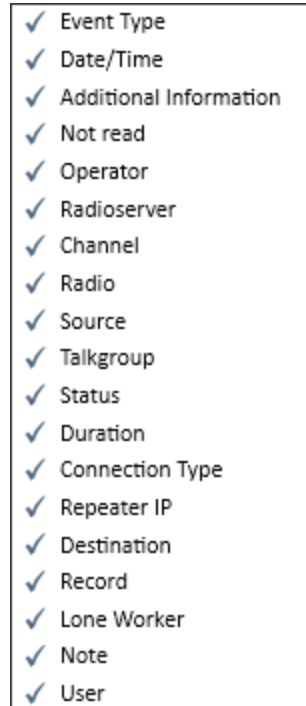 Event Type
Date/Time
Additional Information
Not read
Operator
Radioserver
Channel
Radio
Source
Talkgroup
Status
Duration
Connection Type
Repeater IP
Destination
Record
Lone Worker
Note
User